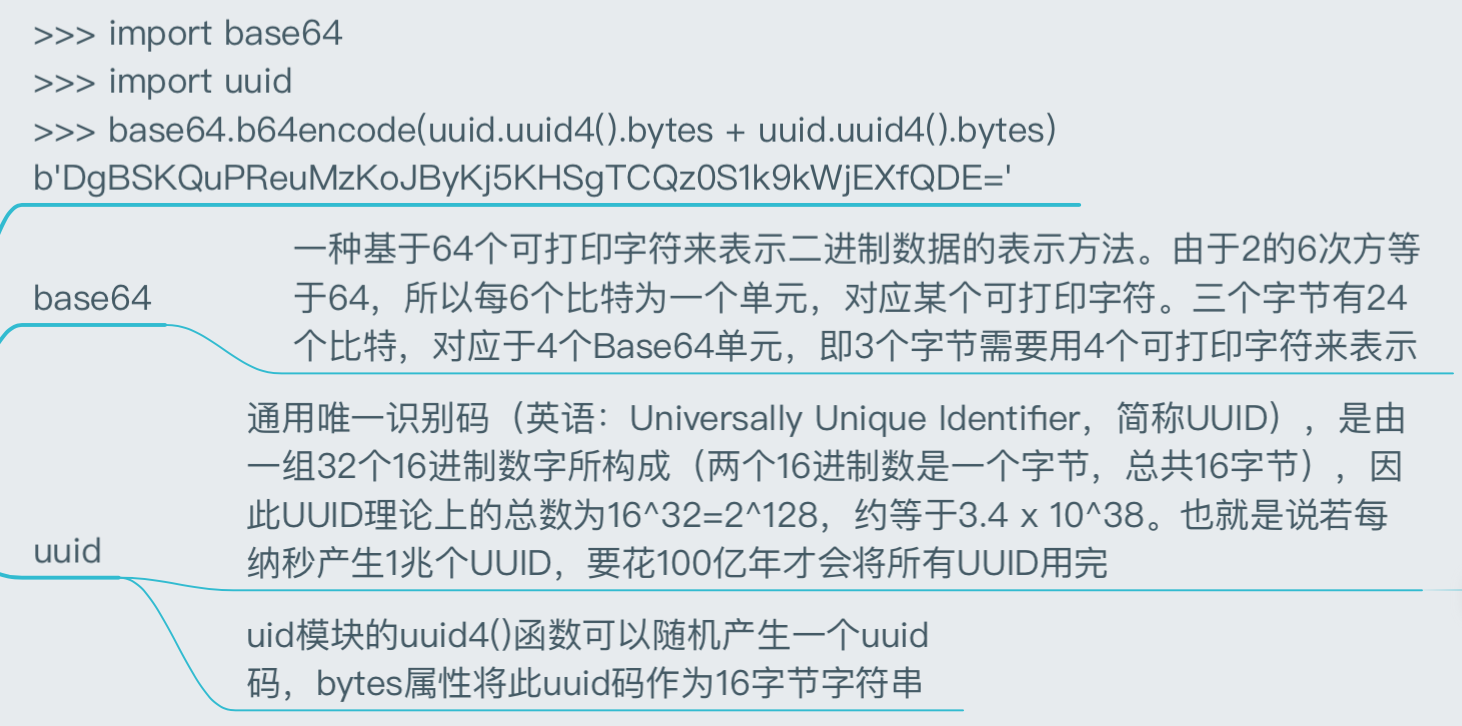 >>> import base64
>>> import uuid
>>> base64.b64encode(uuid.uuid4().bytes + uuid.uuid4().bytes)
b'DgBSKQuPReuMzKoJByKj5KHSgTCQz0S1k9kWjEXfQDE='
base64
一种基于64个可打印字符来表示二进制数据的表示方法。由于2的6次方等
于64，所以每6个比特为一个单元，对应某个可打印字符。三个字节有24
个比特，对应于4个Base64单元，即3个字节需要用4个可打印字符来表示
uuid
通用唯一识别码（英语：Universally Unique Identifier，简称UUID），是由
一组32个16进制数字所构成（两个16进制数是一个字节，总共16字节），因
此UUID理论上的总数为16^32=2^128，约等于3.4 x 10^38。也就是说若每
纳秒产生1兆个UUID，要花100亿年才会将所有UUID用完
uid模块的uuid4()函数可以随机产生一个uuid
码，bytes属性将此uuid码作为16字节字符串